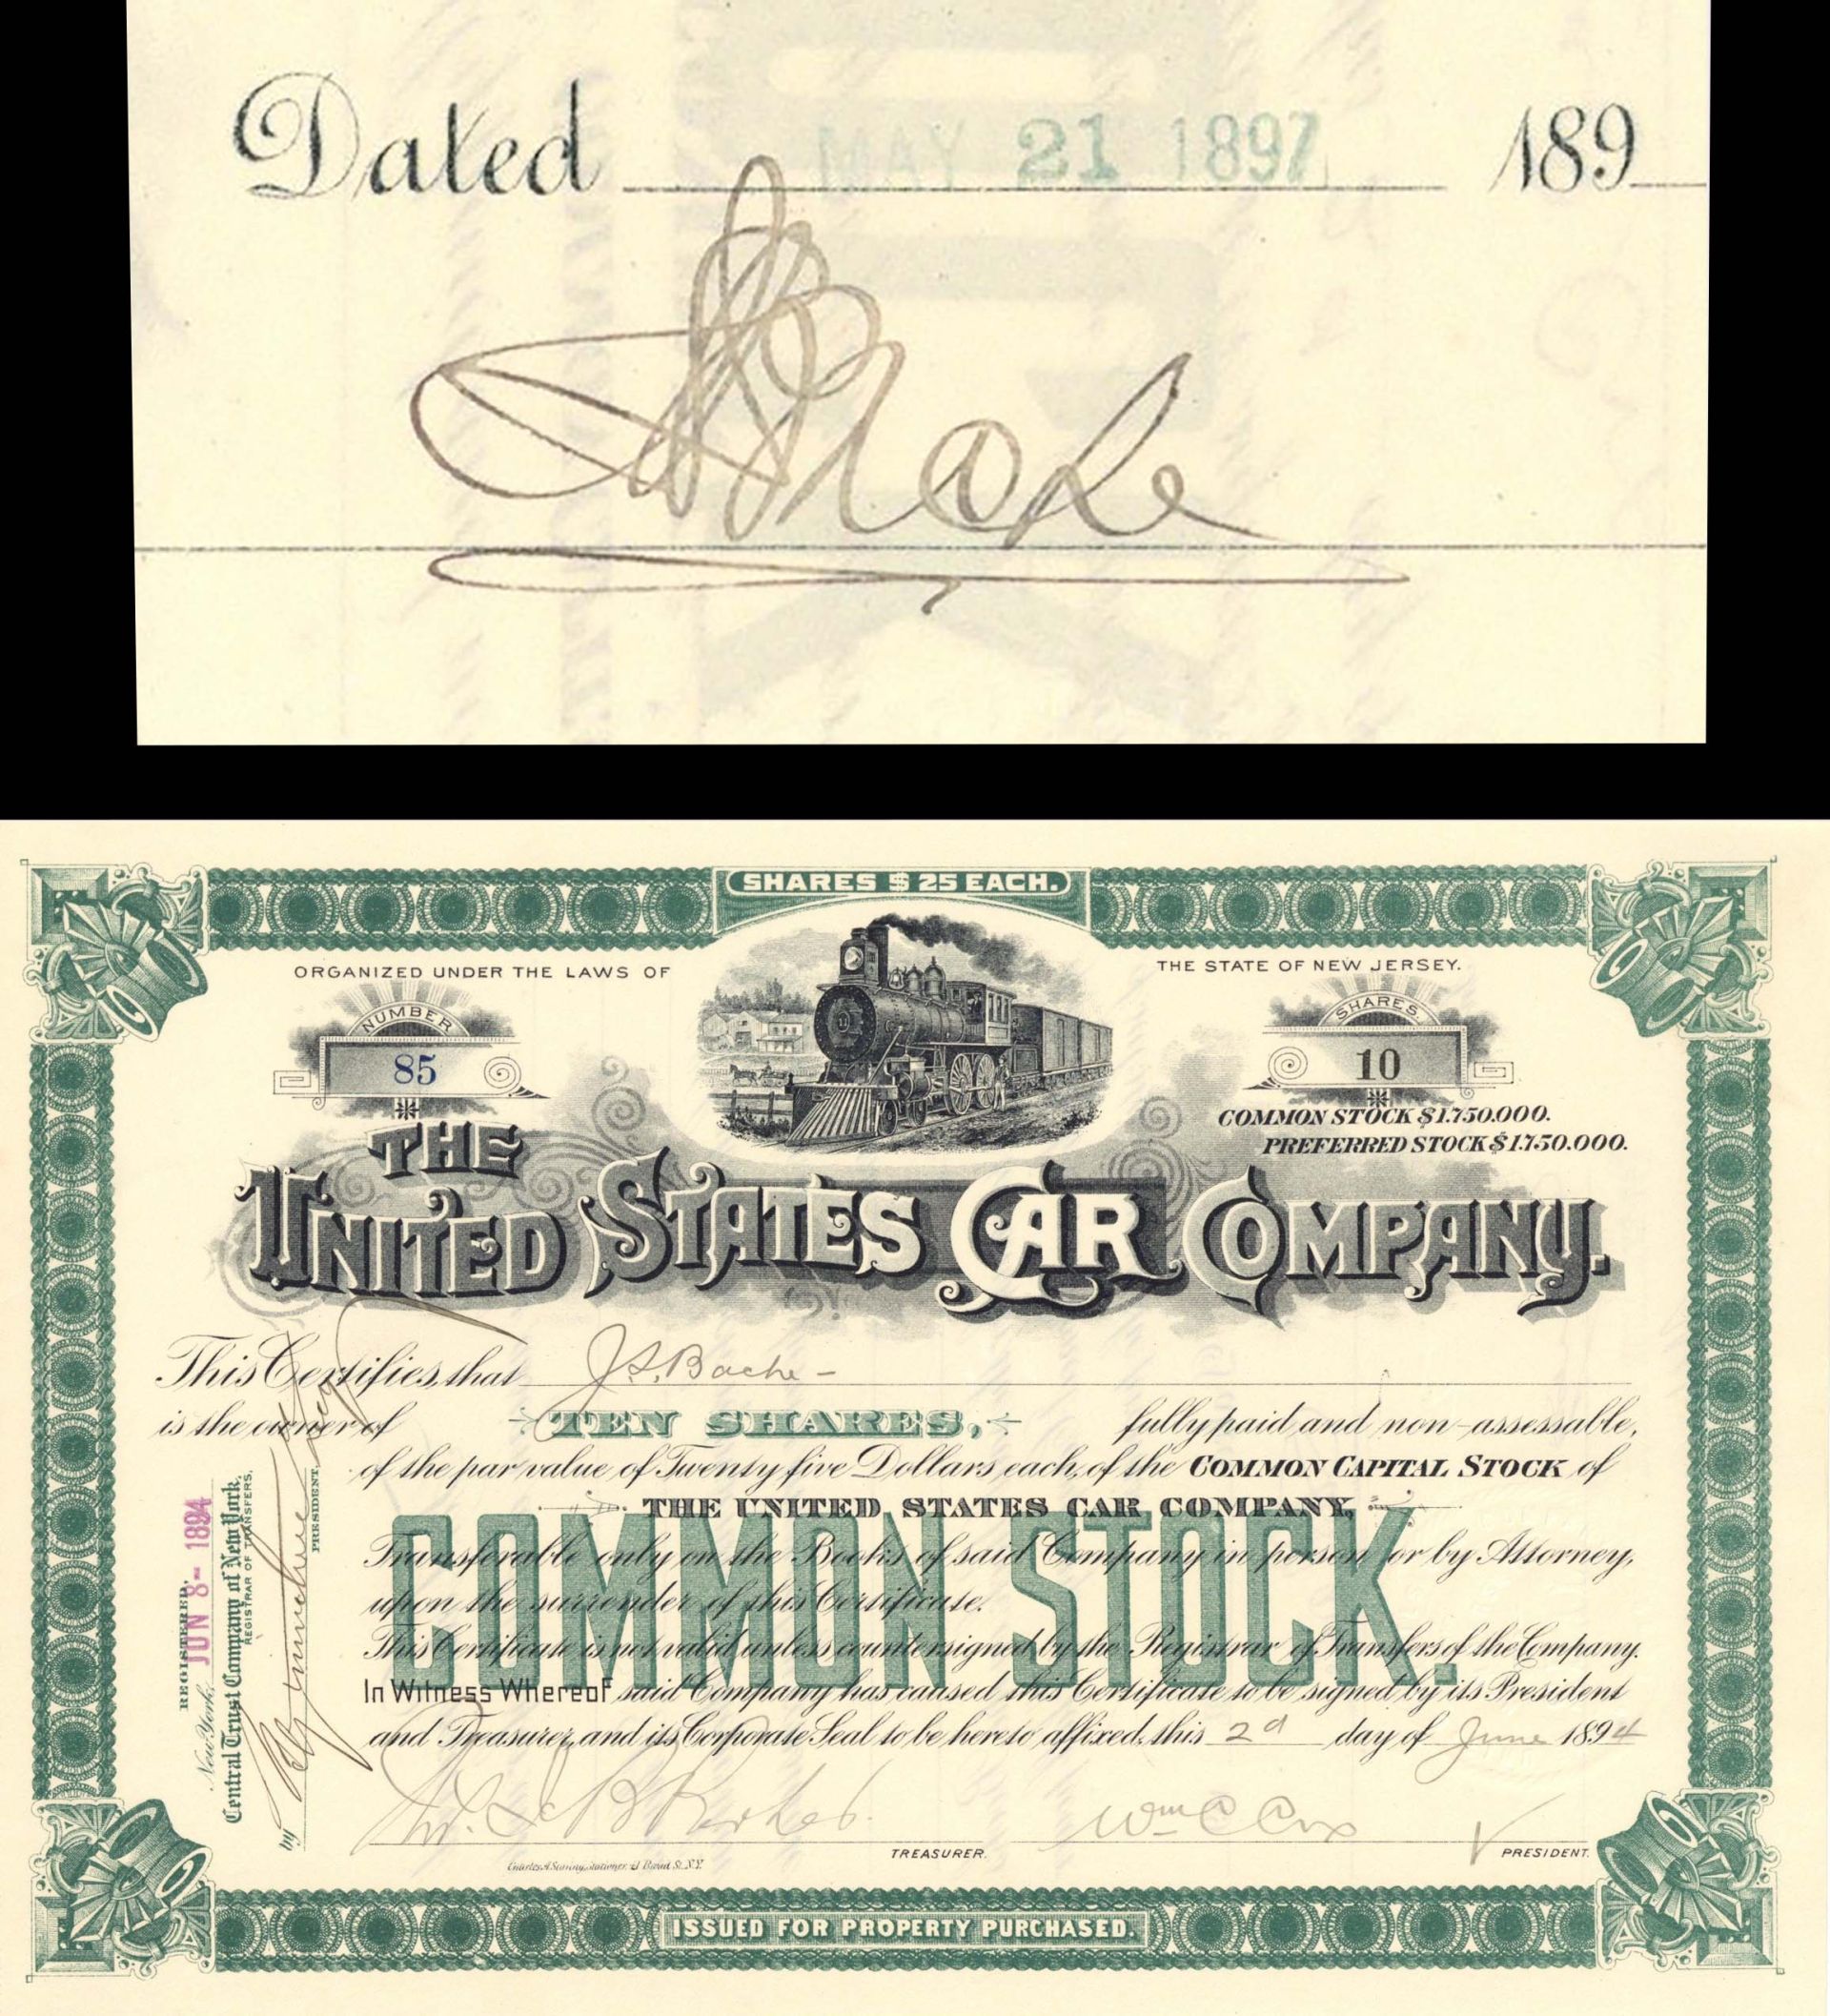 Dated MAY 21 1897 189
JSBache
SHARES $ 25 EACH.
ORGANIZED UNDER THE LAWS OF THE STATE OF NEW JERSEY.
NUMBER SHARES.
85 10
COMMON STOCK $1.750.000.
PREFERRED STOCK $1.750.000.
THE
UNITED STATES CAR COMPANY.
This Certifies, that J.S. Bache -
is the owner of TEN SHARES, fully paid and non-assessable,
of the par value of Twenty five Dollars each, of the COMMON CAPITAL STOCK of
THE UNITED STATES CAR COMPANY,
COMMON STOCK.
Transferable only on the Books of said Company in person or by Attorney,
upon the surrender of this Certificate.
This Certificate is not valid unless countersigned by the Registrar of Transfers of the Company.
In Witness Whereof said Company has caused this Certificate to be signed by its President
and Treasurer, and its Corporate Seal to be hereto affixed, this 2d day of June 1894
TREASURER. Wm C PRESIDENT.
ISSUED FOR PROPERTY PURCHASED.
REGISTERED,
New York, JUN 8- 1894
Central Trust Company of New York,
REGISTRAR OF TRANSFERS.
by
PRESIDENT.